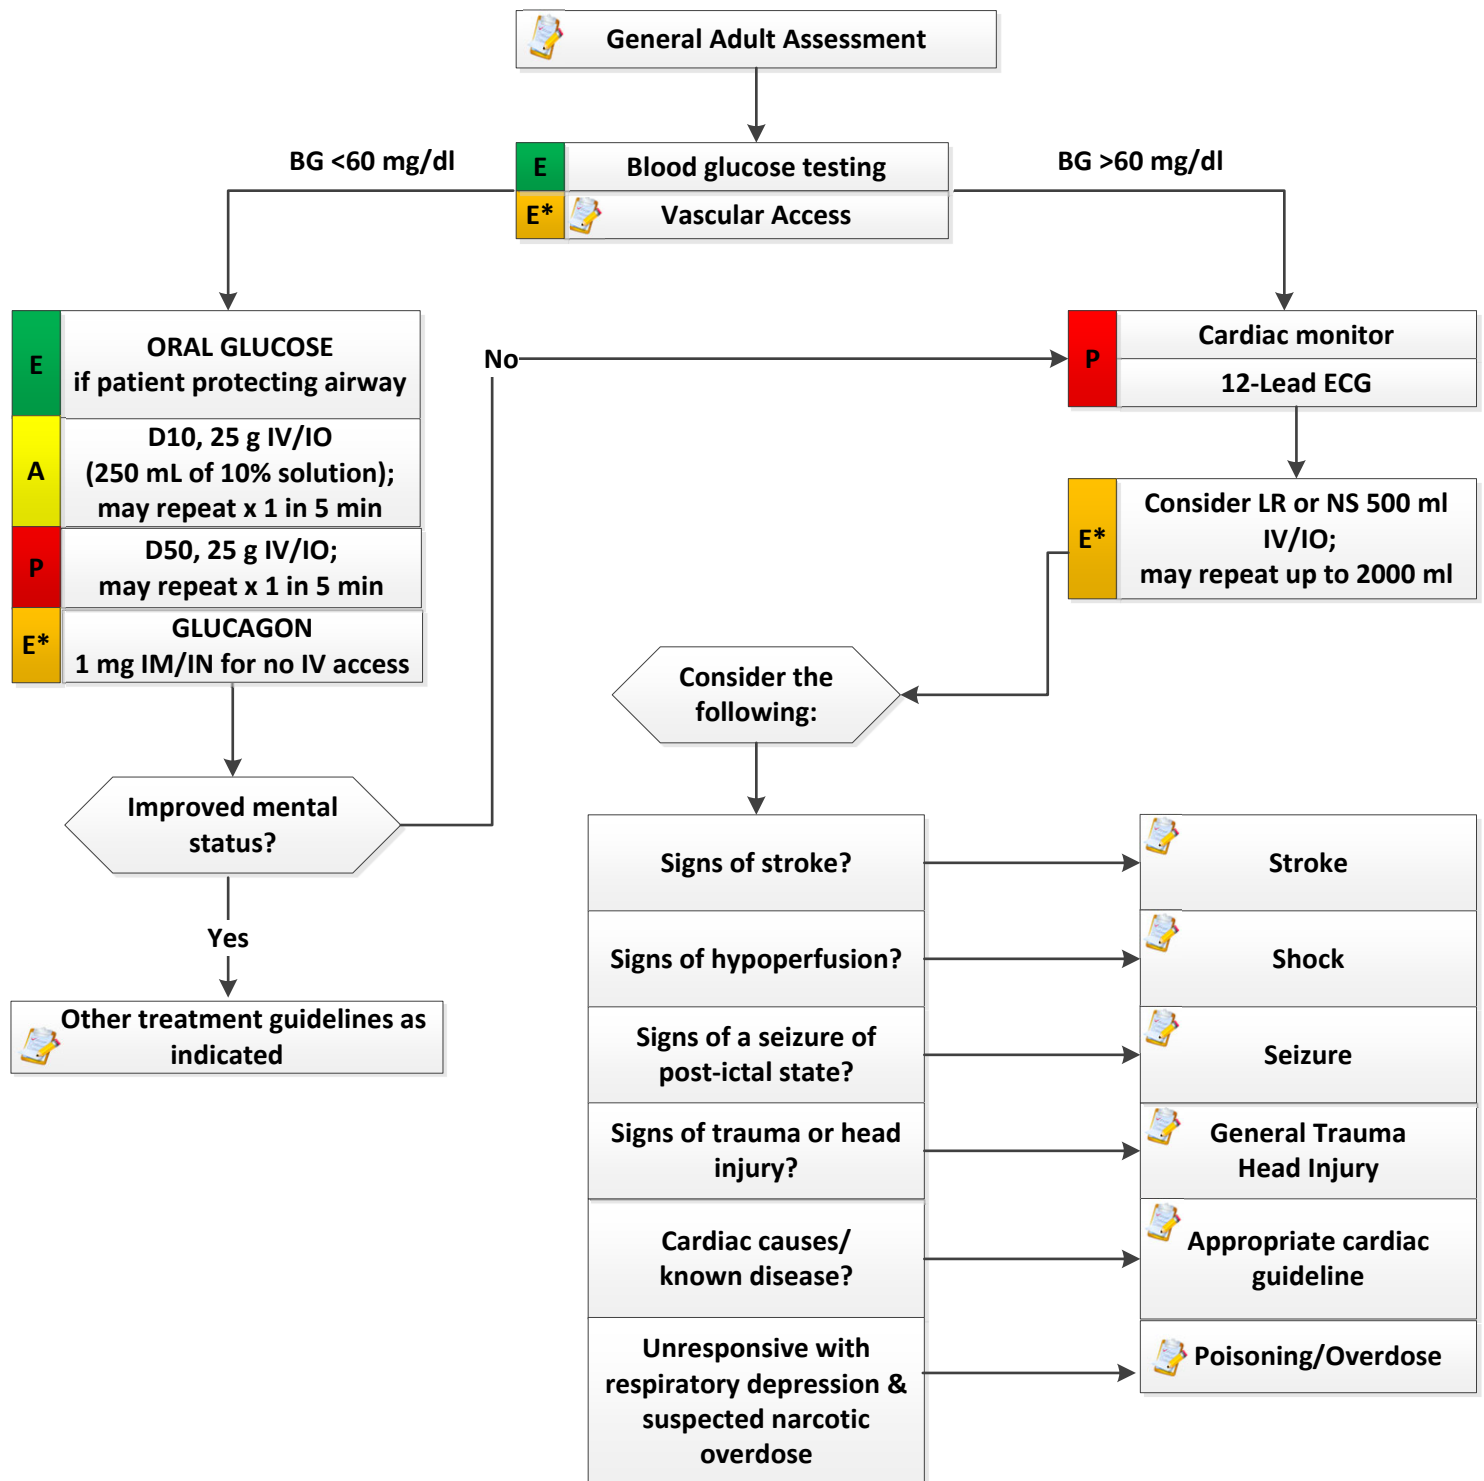 General Adult Assessment
BG <60 mg/dl
E
Blood glucose testing
BG >60 mg/dl
E*
Vascular Access
E
ORAL GLUCOSE
if patient protecting airway
A
D10, 25 g IV/IO
(250 mL of 10% solution);
may repeat x 1 in 5 min
P
D50, 25 g IV/IO;
may repeat x 1 in 5 min
E*
GLUCAGON
1 mg IM/IN for no IV access
Improved mental
status?
No
Yes
Other treatment guidelines as
indicated
P
Cardiac monitor
12-Lead ECG
E*
Consider LR or NS 500 ml
IV/IO;
may repeat up to 2000 ml
Consider the
following:
Signs of stroke?
Stroke
Signs of hypoperfusion?
Shock
Signs of a seizure of
post-ictal state?
Seizure
Signs of trauma or head
injury?
General Trauma
Head Injury
Cardiac causes/
known disease?
Appropriate cardiac
guideline
Unresponsive with
respiratory depression &
suspected narcotic
overdose
Poisoning/Overdose